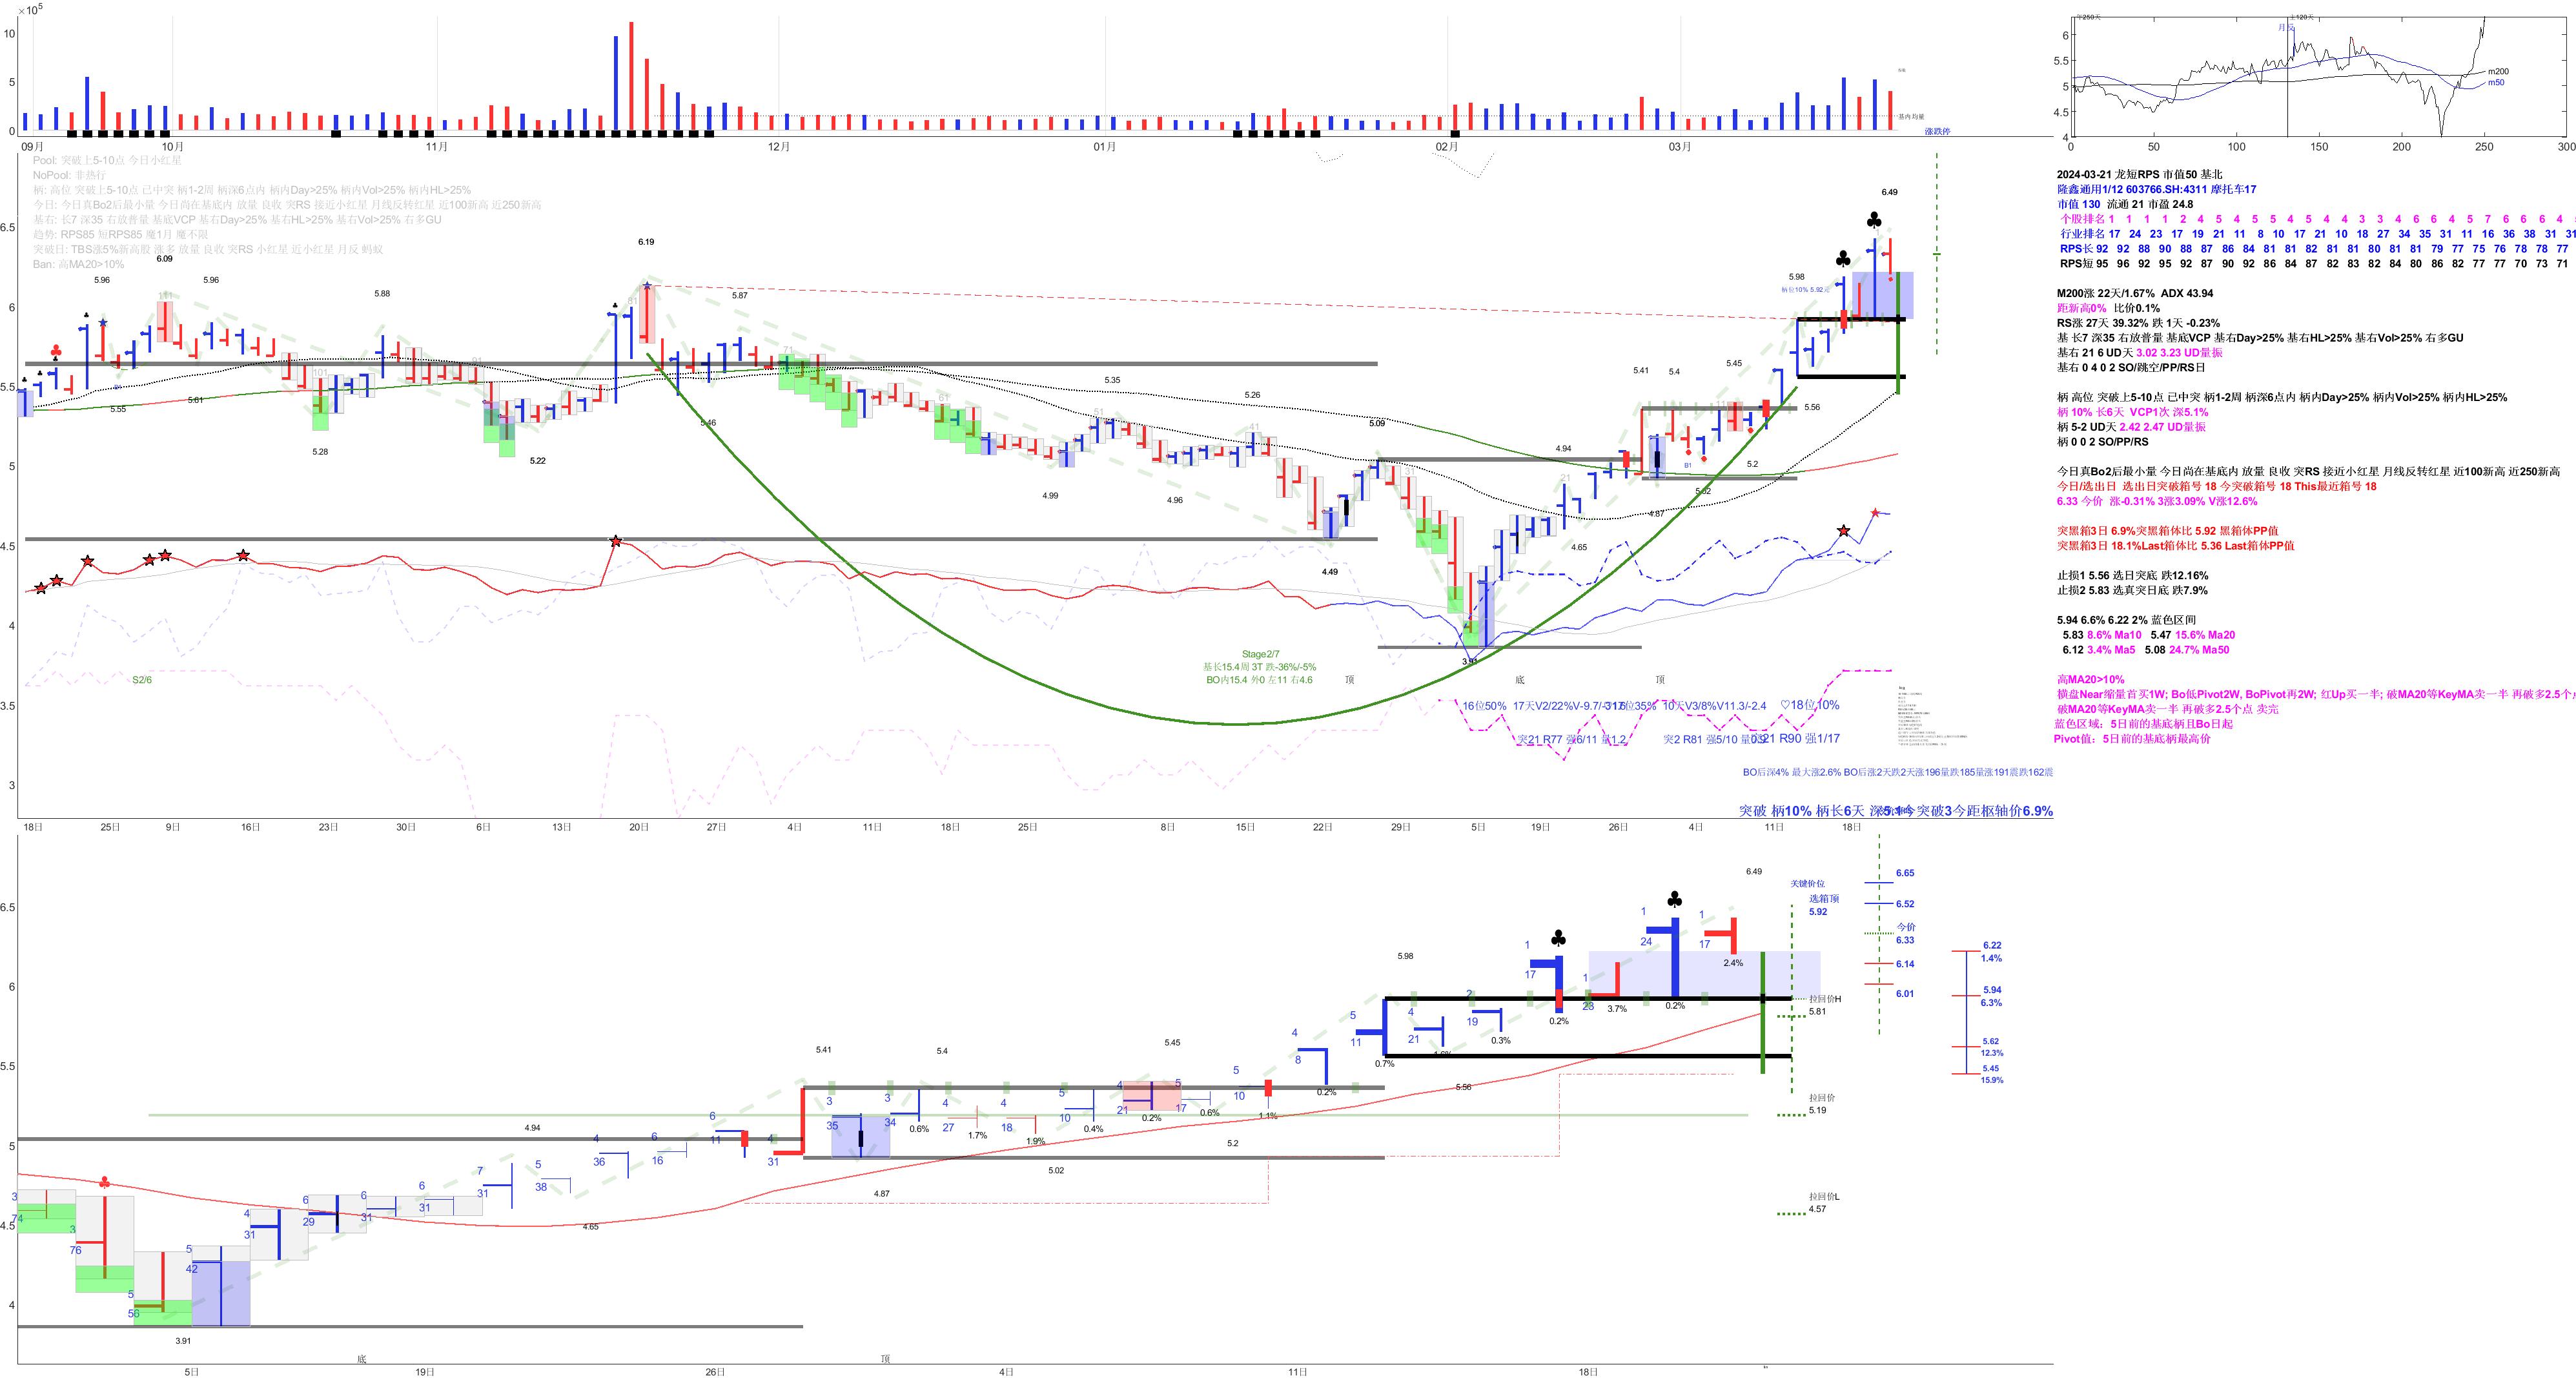 ×10⁵
10
5
0
09月
10月
11月
12月
01月
02月
03月
基内 均量
涨跌停
Pool: 突破上5-10点 今日小红星
NoPool: 非热行
柄: 高位 突破上5-10点 已中突 柄1-2周 柄深6点内 柄内Day>25% 柄内Vol>25% 柄内HL>25%
今日: 今日真Bo2后最小量 今日尚在基底内 放量 良收 突RS 接近小红星 月线反转红星 近100新高 近250新高
基右: 长7 深35 右放普量 基底VCP 基右Day>25% 基右HL>25% 基右Vol>25% 右多GU
趋势: RPS85 短RPS85 魔1月 魔不限
突破日: TBS涨5%新高股 涨多 放量 良收 突RS 小红星 近小红星 月反 蚂蚁
Ban: 高MA20>10%
6.5
6
5.5
5
4.5
4
3.5
3
5.96
6.09
5.96
5.88
6.19
5.87
5.55
5.61
5.28
5.22
5.46
4.99
5.35
4.96
5.26
4.49
5.09
3.91
4.94
4.65
4.87
5.41
5.4
5.02
5.45
5.2
5.98
5.56
6.49
柄位10% 5.92元
B1
S2/6
Stage2/7
基长15.4周 3T 跌-36%/-5%
BO内15.4 外0 左11 右4.6
顶
底
顶
16位50% 17天V2/22%V-9.7/-3.6
17位35% 10天V3/8%V11.3/-2.4
♡18位10%
突21 R77 强6/11 量1.2
突2 R81 强5/10
突21 R90 强1/17
BO后深4% 最大涨2.6% BO后涨2天跌2天涨196量跌185量涨191震跌162震
突破 柄10% 柄长6天 深5.1 今突破3今距枢轴价6.9%
18日
25日
9日
16日
23日
30日
6日
13日
20日
27日
4日
11日
18日
25日
8日
15日
22日
29日
5日
19日
26日
4日
11日
18日
6
5.5
5
4.5
4
0
50
100
150
200
250
300
月反
m200
m50
2024-03-21 龙短RPS 市值50 基北
隆鑫通用1/12 603766.SH:4311 摩托车17
市值 130 流通 21 市盈 24.8
个股排名 1 1 1 1 2 4 5 4 5 5 4 5 4 4 3 3 4 6 6 4 5 7 6 6 6 4
行业排名 17 24 23 17 19 21 11 8 10 17 21 10 18 27 34 35 31 11 16 36 38 31 31
RPS长 92 92 88 90 88 87 86 84 81 81 82 81 81 80 81 81 79 77 75 76 78 78 77
RPS短 95 96 92 95 92 87 90 92 86 84 87 82 83 82 84 80 86 82 77 77 70 73 71
M200涨 22天/1.67% ADX 43.94
距新高0% 比价0.1%
RS涨 27天 39.32% 跌 1天 -0.23%
基 长7 深35 右放普量 基底VCP 基右Day>25% 基右HL>25% 基右Vol>25% 右多GU
基右 21 6 UD天 3.02 3.23 UD量振
基右 0 4 0 2 SO/跳空/PP/RS日
柄 高位 突破上5-10点 已中突 柄1-2周 柄深6点内 柄内Day>25% 柄内Vol>25% 柄内HL>25%
柄 10% 长6天 VCP1次 深5.1%
柄 5-2 UD天 2.42 2.47 UD量振
柄 0 0 2 SO/PP/RS
今日真Bo2后最小量 今日尚在基底内 放量 良收 突RS 接近小红星 月线反转红星 近100新高 近250新高
今日/选出日 选出日突破箱号 18 今突破箱号 18 This最近箱号 18
6.33 今价 涨-0.31% 3涨3.09% V涨12.6%
突黑箱3日 6.9%突黑箱体比 5.92 黑箱体PP值
突黑箱3日 18.1%Last箱体比 5.36 Last箱体PP值
止损1 5.56 选日突底 跌12.16%
止损2 5.83 选真突日底 跌7.9%
5.94 6.6% 6.22 2% 蓝色区间
5.83 8.6% Ma10 5.47 15.6% Ma20
6.12 3.4% Ma5 5.08 24.7% Ma50
高MA20>10%
横盘Near缩量首买1W; Bo低Pivot2W, BoPivot再2W; 红Up买一半; 破MA20等KeyMA卖一半 再破多2.5个
破MA20等KeyMA卖一半 再破多2.5个点 卖完
蓝色区域：5日前的基底柄且Bo日起
Pivot值：5日前的基底柄最高价
6.5
6
5.5
5
4.5
4
3.91
4.65
4.94
4.87
5.41
5.4
5.02
5.45
5.2
5.98
5.56
6.49
0.6%
1.7%
1.9%
0.4%
0.2%
0.6%
1.1%
0.2%
0.7%
0.3%
0.2%
3.7%
0.2%
2.4%
关键价位
选箱顶
5.92
拉回价H
5.81
拉回价
5.19
拉回价L
4.57
6.65
6.52
今价
6.33
6.14
6.01
6.22
1.4%
5.94
6.3%
5.62
12.3%
5.45
15.9%
底
顶
5日
19日
26日
4日
11日
18日